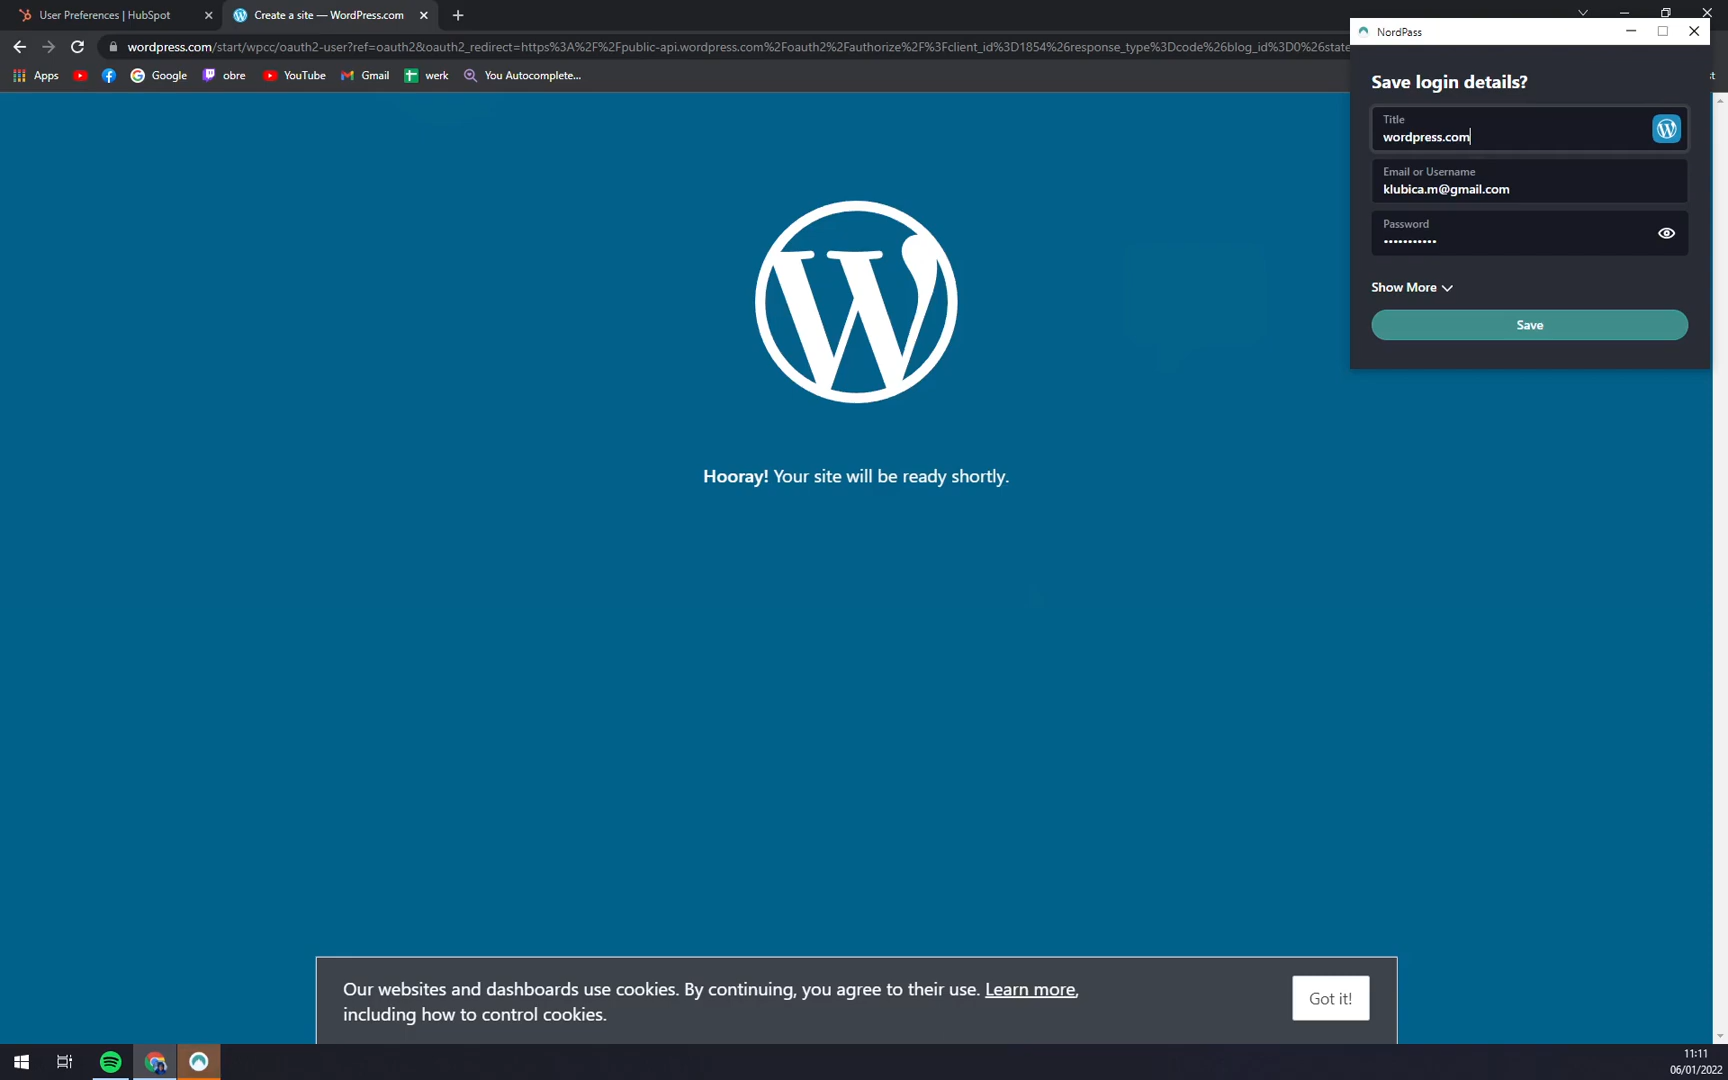 User Preferences | HubSpot
Create a site — WordPress.com
wordpress.com/start/wpcc/oauth2-user?ref=oauth2&oauth2_redirect=https%3A%2F%2Fpublic-api.wordpress.com%2Foauth2%2Fauthorize%2F%3Fclient_id%3D1854%26response_type%3Dcode%26blog_id%3D0%26state
Apps
Google
obre
YouTube
Gmail
werk
You Autocomplete...
NordPass
Save login details?
Title
wordpress.com
Email or Username
klubica.m@gmail.com
Password
•••••••••••
Show More
Save
Hooray! Your site will be ready shortly.
Our websites and dashboards use cookies. By continuing, you agree to their use. Learn more,
including how to control cookies.
Got it!
11:11
06/01/2022